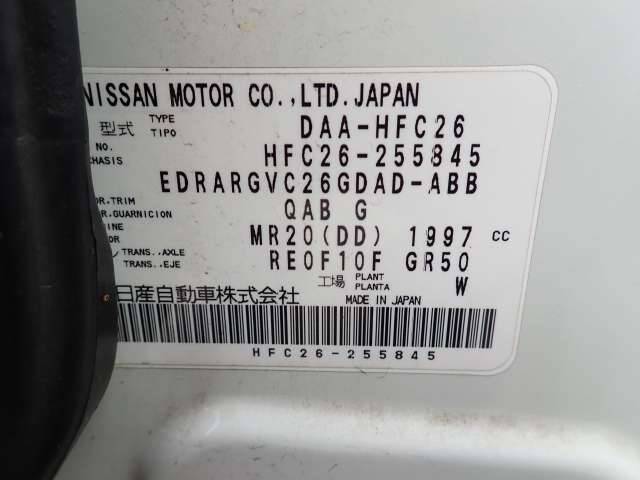 NISSAN MOTOR CO.,LTD.JAPAN
型式 TYPE TIPO DAA-HFC26
NO. CHASIS HFC26-255845
EDRARGVC26GDAD-ABB
TRIM GUARNICION QAB G
MR20(DD) 1997 CC
TRANS. AXLE TRANS. EJE RE0F10F GR50
工場 PLANT PLANTA W
日産自動車株式会社 MADE IN JAPAN
HFC26-255845